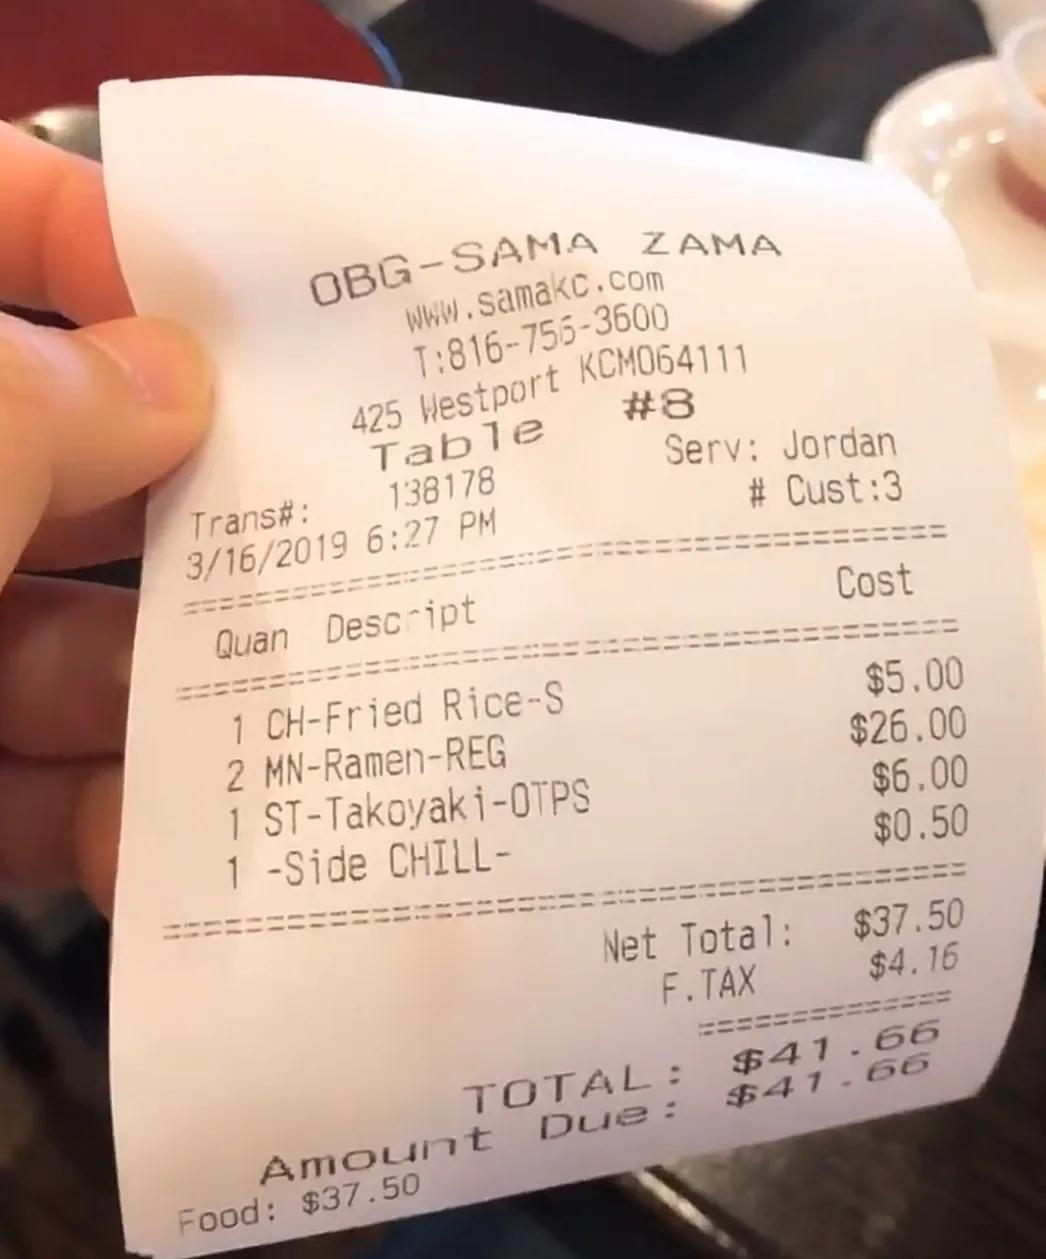 OBG-SAMA ZAMA
www.samakc.com
T:816-756-3600
425 Westport KCMO64111
Table #8
Serv: Jordan
Trans#: 138178
# Cust:3
3/16/2019 6:27 PM
================================
Quan Descript Cost
================================
1 CH-Fried Rice-S $5.00
2 MN-Ramen-REG $26.00
1 ST-Takoyaki-OTPS $6.00
1 -Side CHILL- $0.50
================================
Net Total: $37.50
F.TAX $4.16
============
TOTAL: $41.66
Amount Due: $41.66
Food: $37.50